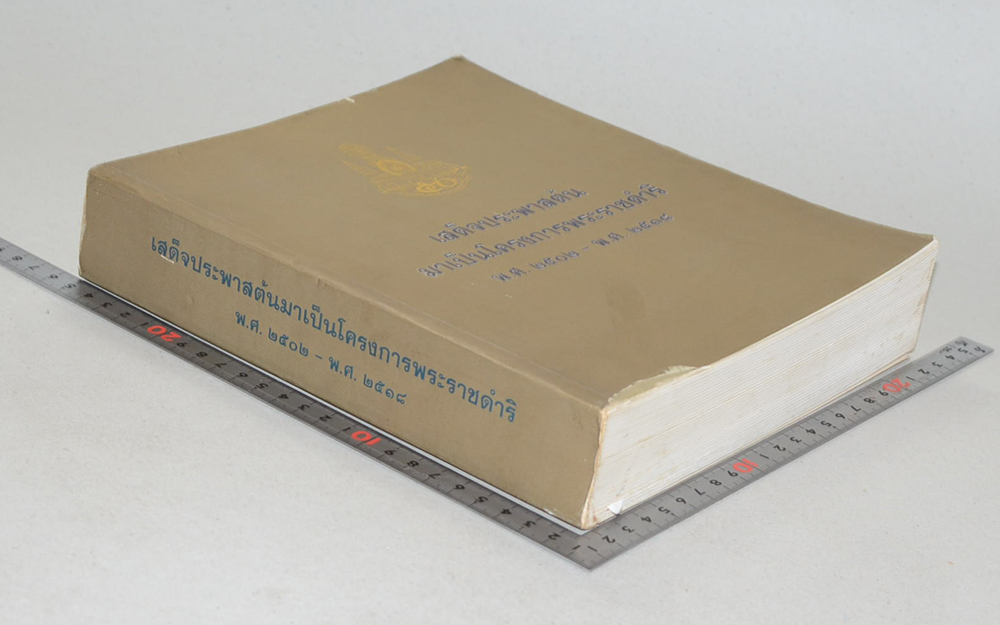 เสด็จประพาสต้น
มาเป็นโครงการพระราชดำริ
พ.ศ. ๒๕๐๒ - พ.ศ. ๒๕๑๘
เสด็จประพาสต้นมาเป็นโครงการพระราชดำริ
พ.ศ. ๒๕๐๒ - พ.ศ. ๒๕๑๘
20
10
10
20